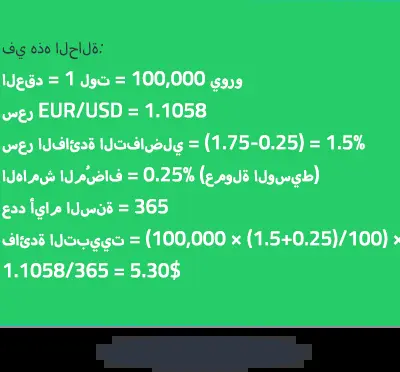 في هذه الحالة:
العقد = 1 لوت = 100,000 يورو
سعر EUR/USD = 1.1058
سعر الفائدة التفاضلي = (1.75-0.25) = 1.5%
الهامش المُضاف = 0.25% (عمولة الوسيط)
عدد أيام السنة = 365
فائدة التبييت = (100,000 × (1.5+0.25)/100) ×
1.1058/365 = 5.30$